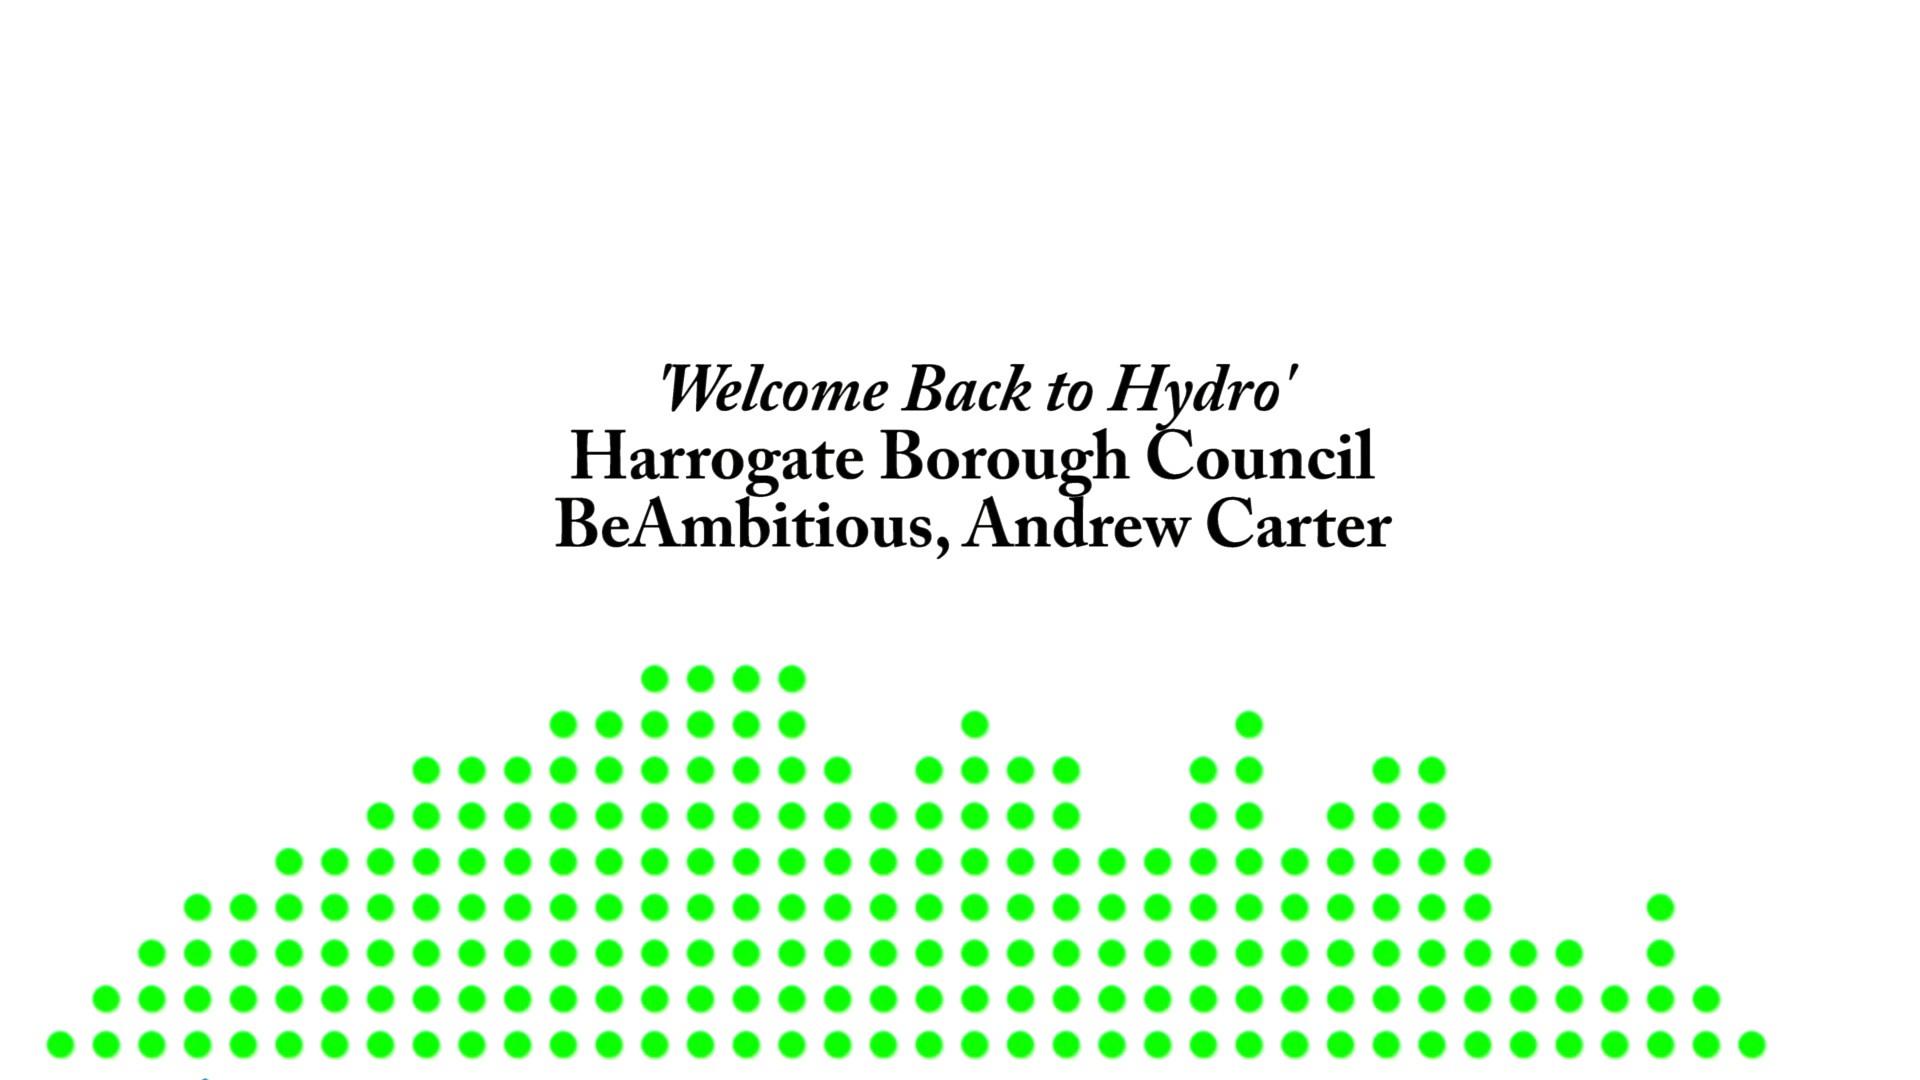 'Welcome Back to Hydro'
Harrogate Borough Council
BeAmbitious, Andrew Carter